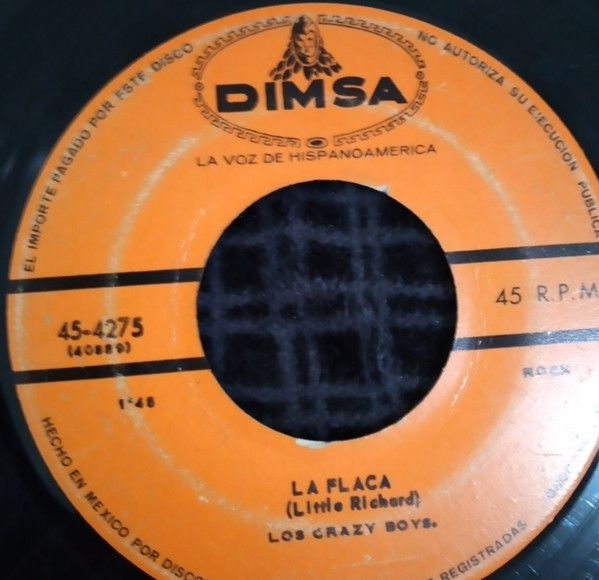 EL IMPORTE PAGADO POR ESTE DISCO
NO AUTORIZA SU EJECUCION PUBLICA
DIMSA
LA VOZ DE HISPANOAMERICA
45 R.P.M
45-4275
(40889)
ROCK
1'48
LA FLACA
(Little Richard)
LOS CRAZY BOYS.
HECHO EN MEXICO POR DISCO
REGISTRADAS